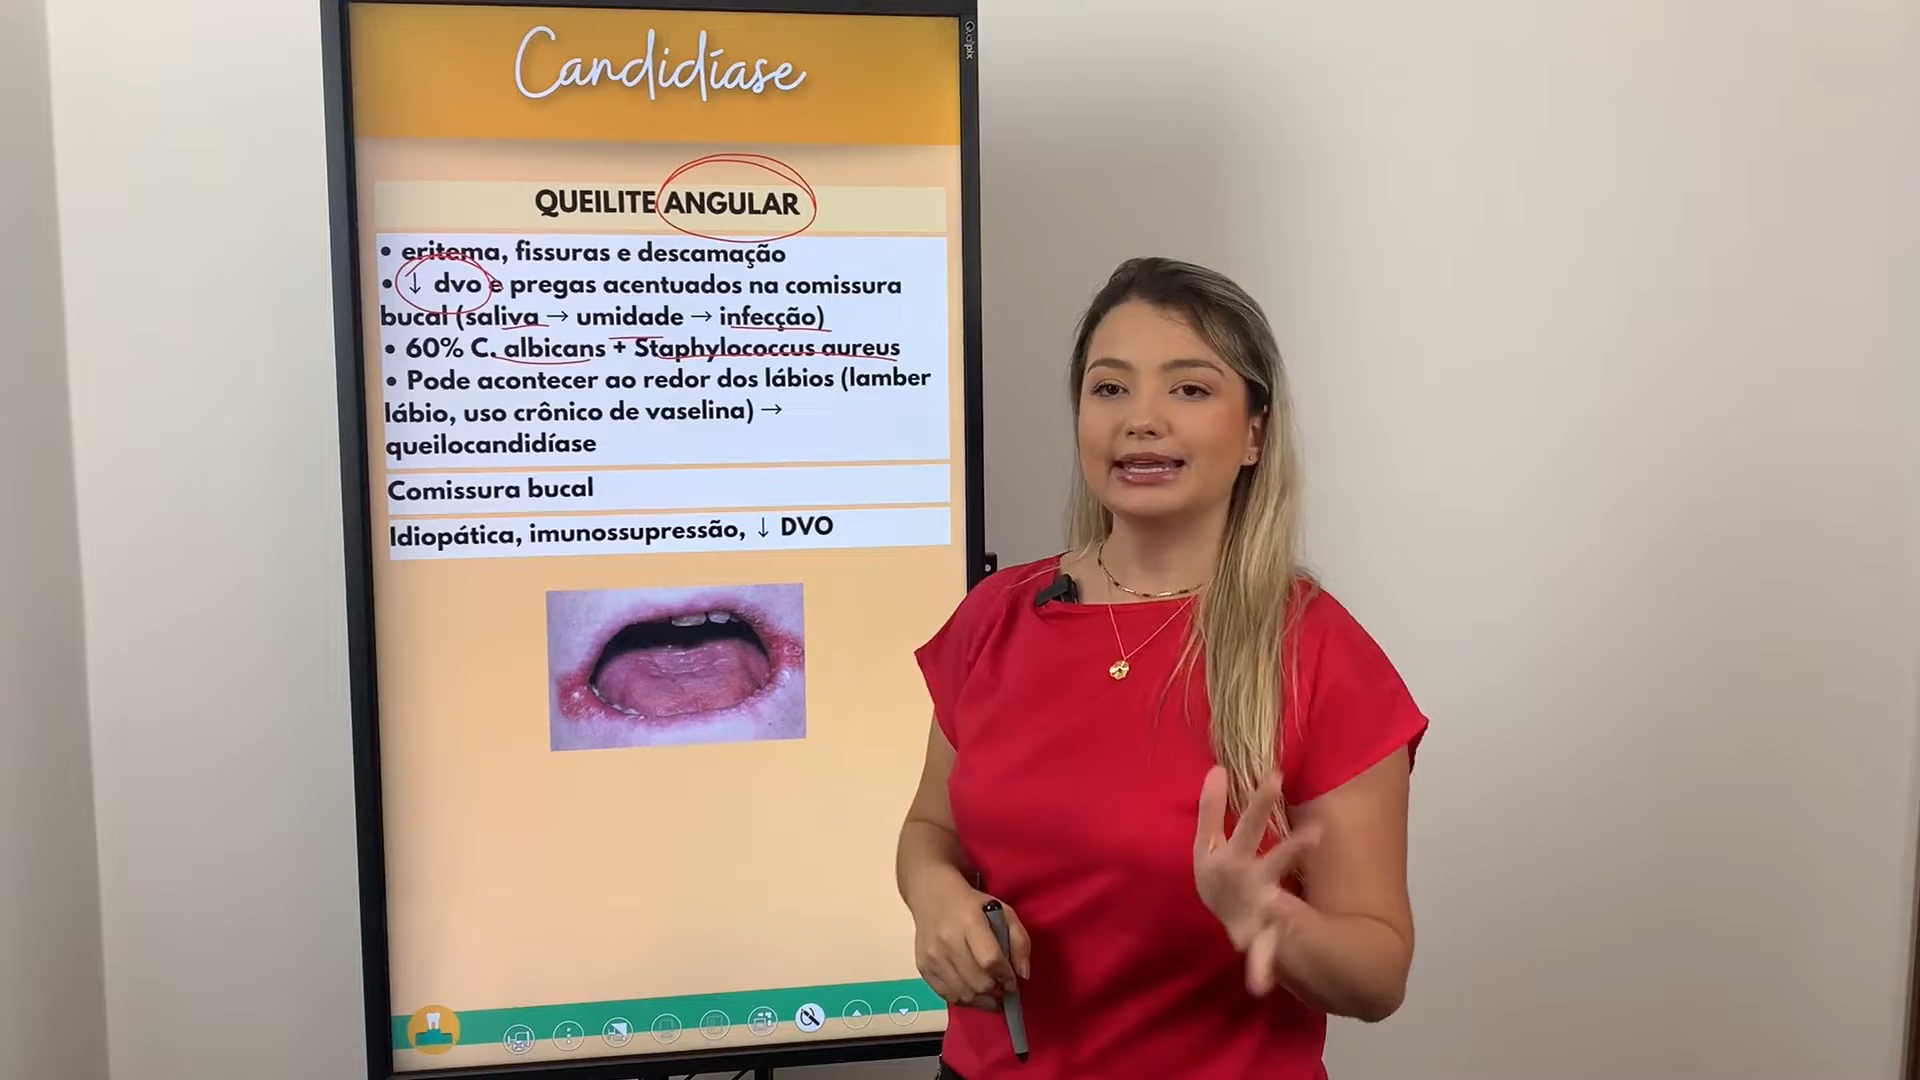 Candidíase
Qualpix
QUEILITE ANGULAR
• eritema, fissuras e descamação
• ↓ dvo e pregas acentuados na comissura
bucal (saliva → umidade → infecção)
• 60% C. albicans + Staphylococcus aureus
• Pode acontecer ao redor dos lábios (lamber
lábio, uso crônico de vaselina) →
queilocandidíase
Comissura bucal
Idiopática, imunossupressão, ↓ DVO